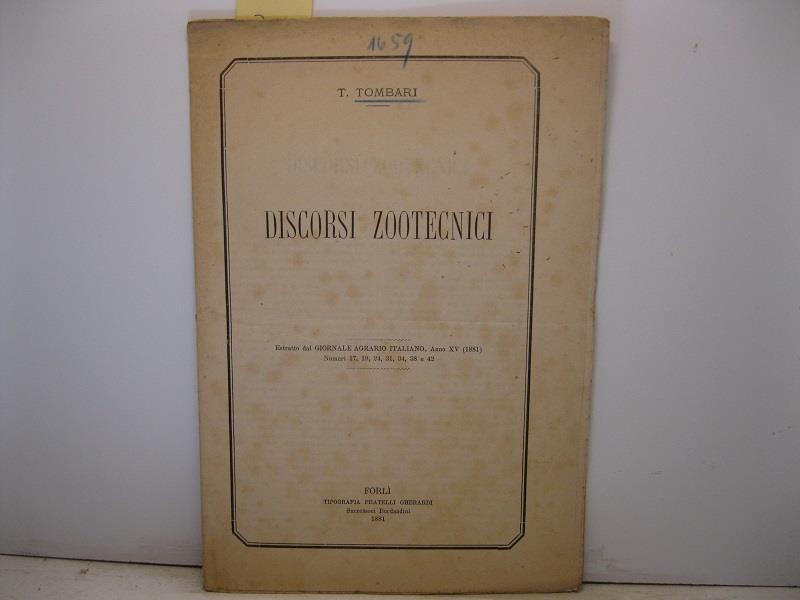 1659
T. TOMBARI
DISCORSI ZOOTECNICI
Estratto dal GIORNALE AGRARIO ITALIANO, Anno XV (1881)
Numeri 17, 19, 24, 31, 34, 38 e 42
FORLÌ
TIPOGRAFIA FRATELLI GHERARDI
Successori Bordandini
1881